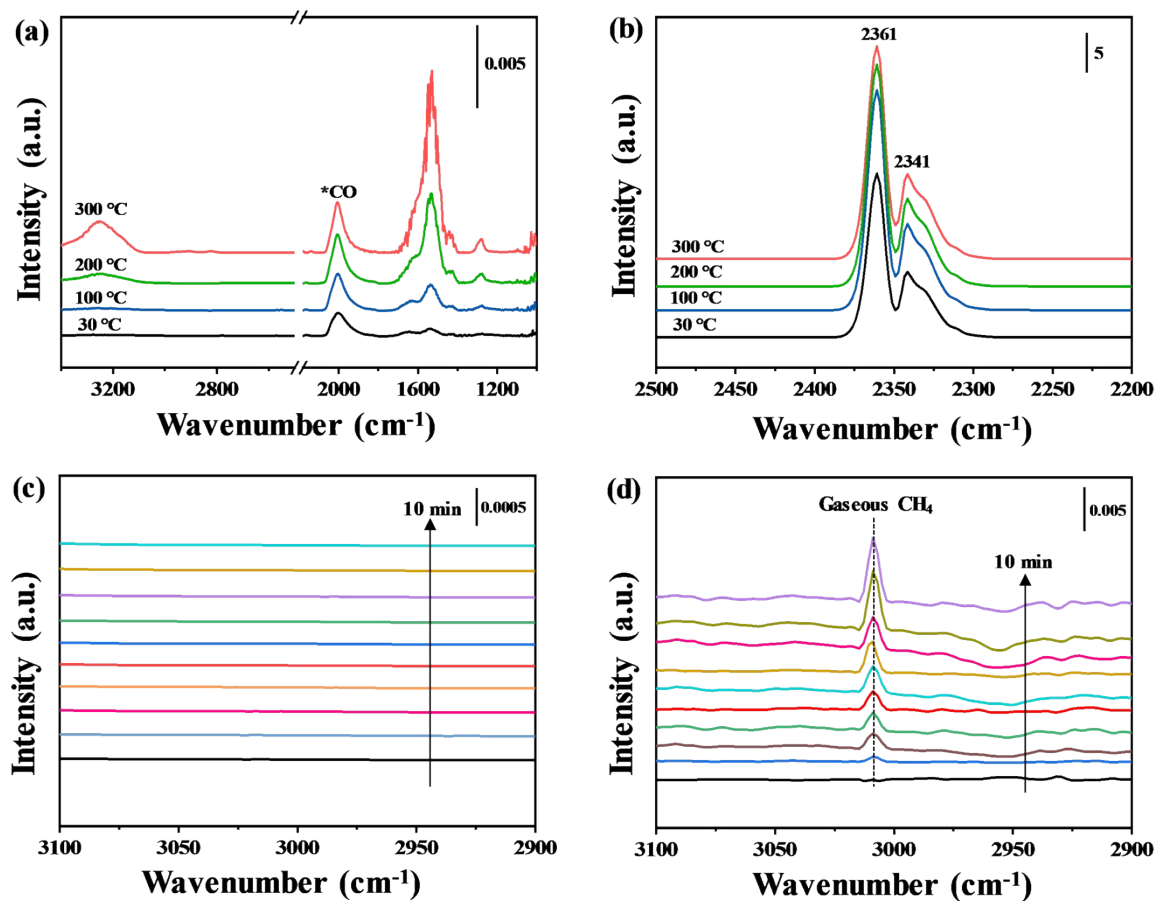 (a)
0.005
*CO
300 °C
200 °C
100 °C
30 °C
Intensity (a.u.)
3200 2800 2000 1600 1200
Wavenumber (cm-1)
(b)
2361
5
2341
300 °C
200 °C
100 °C
30 °C
Intensity (a.u.)
2500 2450 2400 2350 2300 2250 2200
Wavenumber (cm-1)
(c)
10 min
0.0005
Intensity (a.u.)
3100 3050 3000 2950 2900
Wavenumber (cm-1)
(d)
Gaseous CH4
0.005
10 min
Intensity (a.u.)
3100 3050 3000 2950 2900
Wavenumber (cm-1)